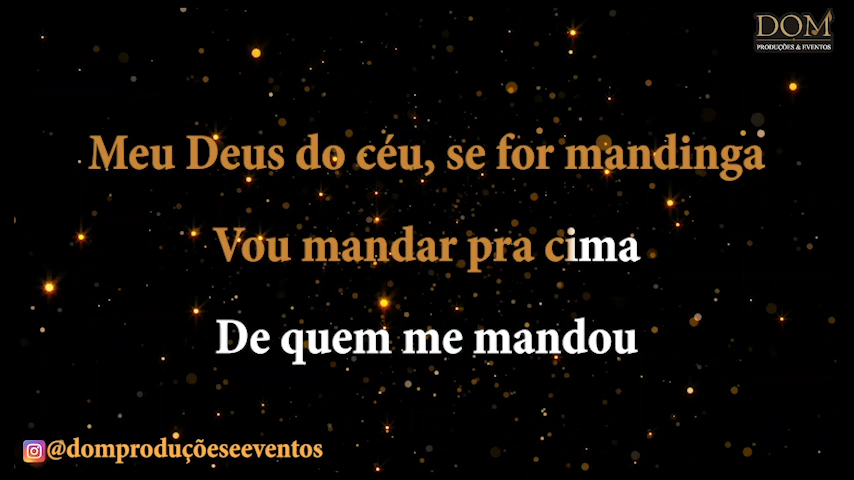 DOM
PRODUÇÕES & EVENTOS
Meu Deus do céu, se for mandinga
Vou mandar pra cima
De quem me mandou
@domproduçõeseeventos